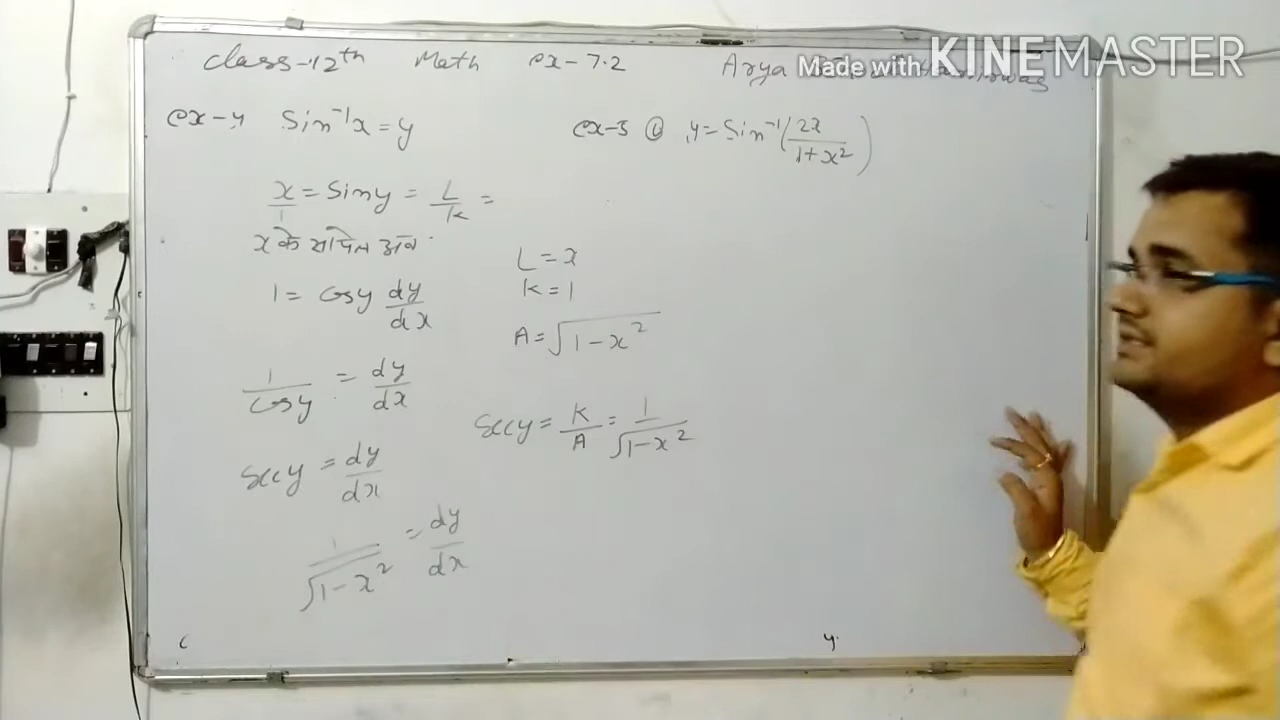 Class-12th Math ex-7.2 Arya
Made with KINEMASTER
ex-4 Sin⁻¹x = y
x/1 = Siny = L/K =
x के सापेक्ष अव
1 = cosy dy/dx
1/cosy = dy/dx
Secy = dy/dx
1/√1-x² = dy/dx
L = x
K = 1
A = √1-x²
Secy = K/A = 1/√1-x²
ex-5 y = Sin⁻¹(2x/1+x²)
y.